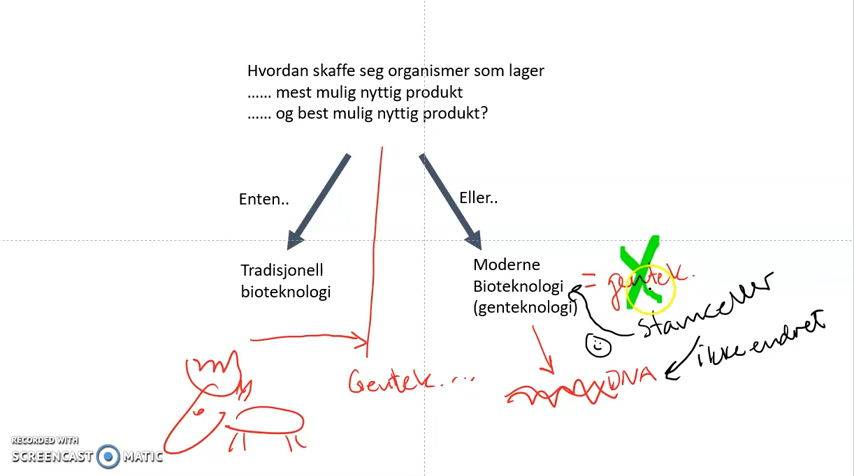 Hvordan skaffe seg organismer som lager
...... mest mulig nyttig produkt
...... og best mulig nyttig produkt?
Enten..
Eller..
Tradisjonell
bioteknologi
Moderne
Bioteknologi
(genteknologi)
= gentek.
stamceller
ikke endret
Gentek....
DNA
RECORDED WITH
SCREENCAST MATIC